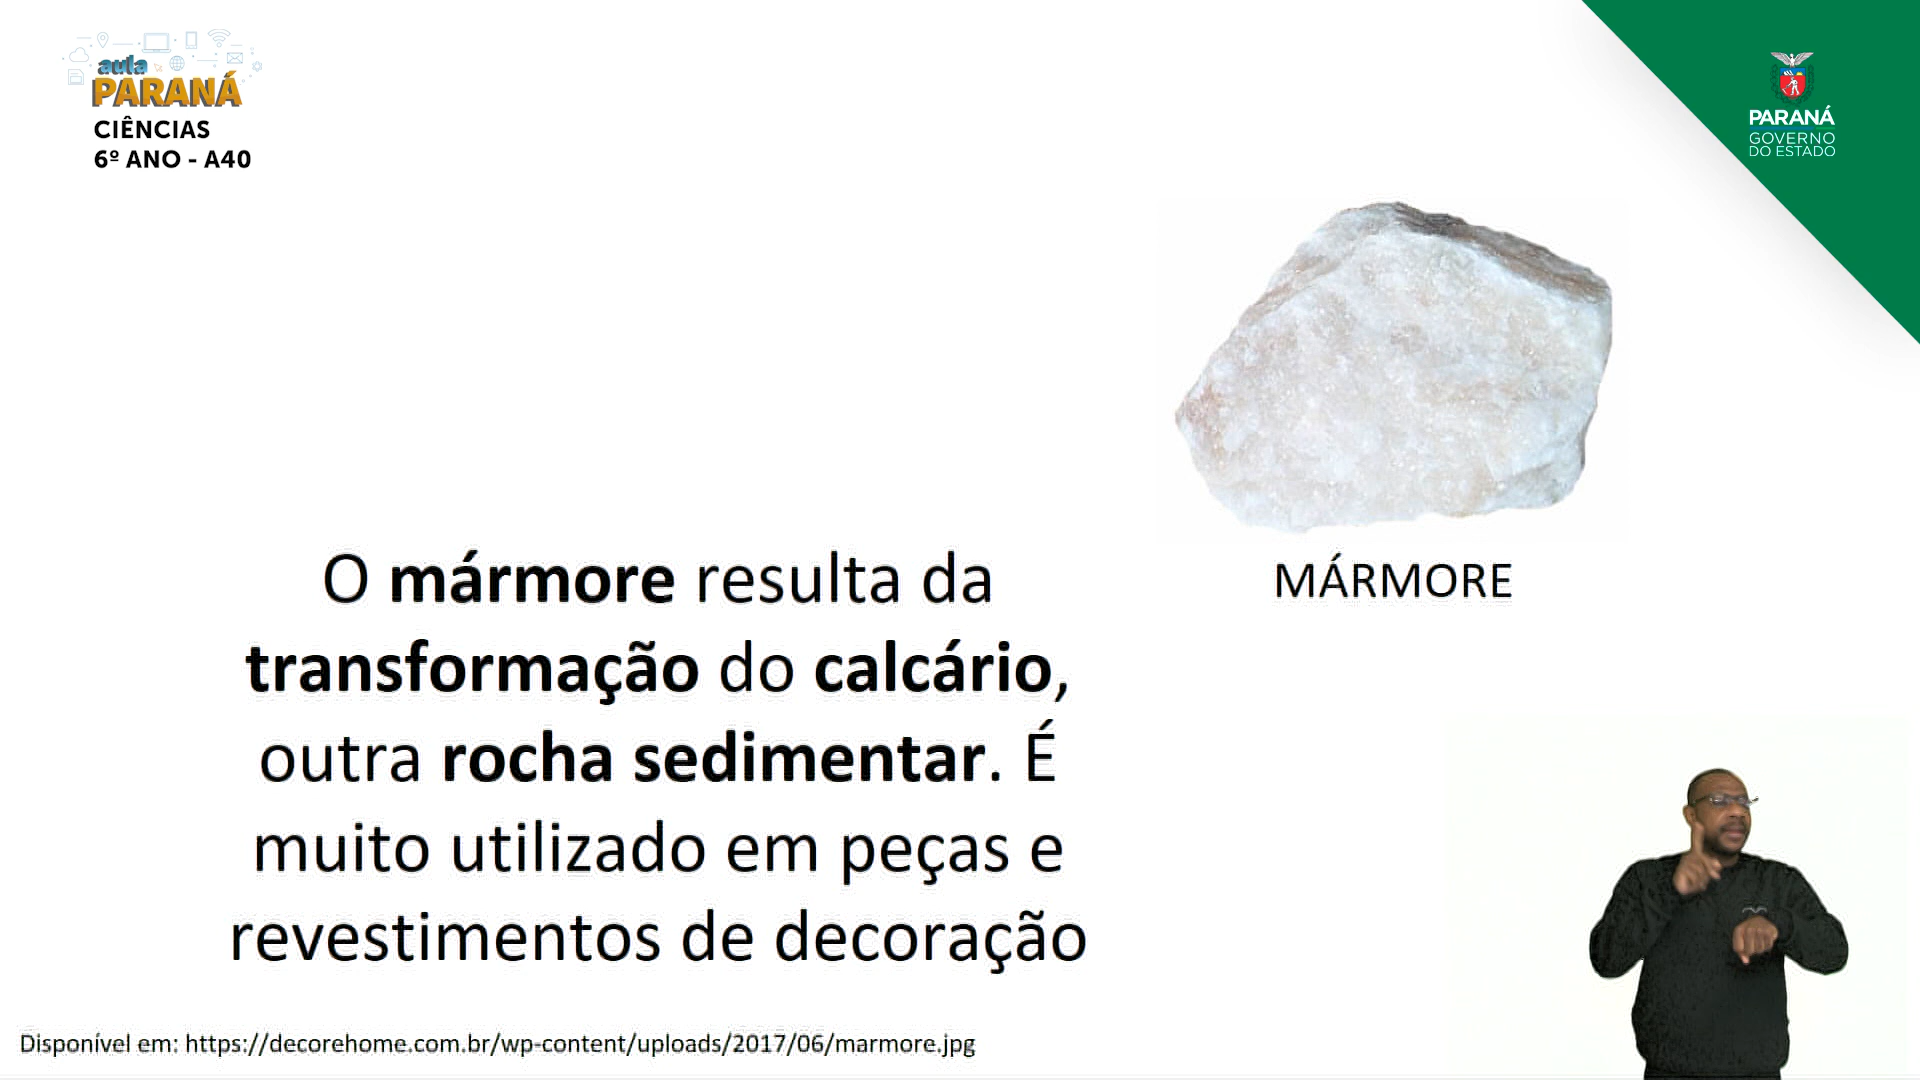 aula
PARANÁ
CIÊNCIAS
6º ANO - A40
PARANÁ
GOVERNO
DO ESTADO
MÁRMORE
O mármore resulta da
transformação do calcário,
outra rocha sedimentar. É
muito utilizado em peças e
revestimentos de decoração
Disponível em: https://decorehome.com.br/wp-content/uploads/2017/06/marmore.jpg